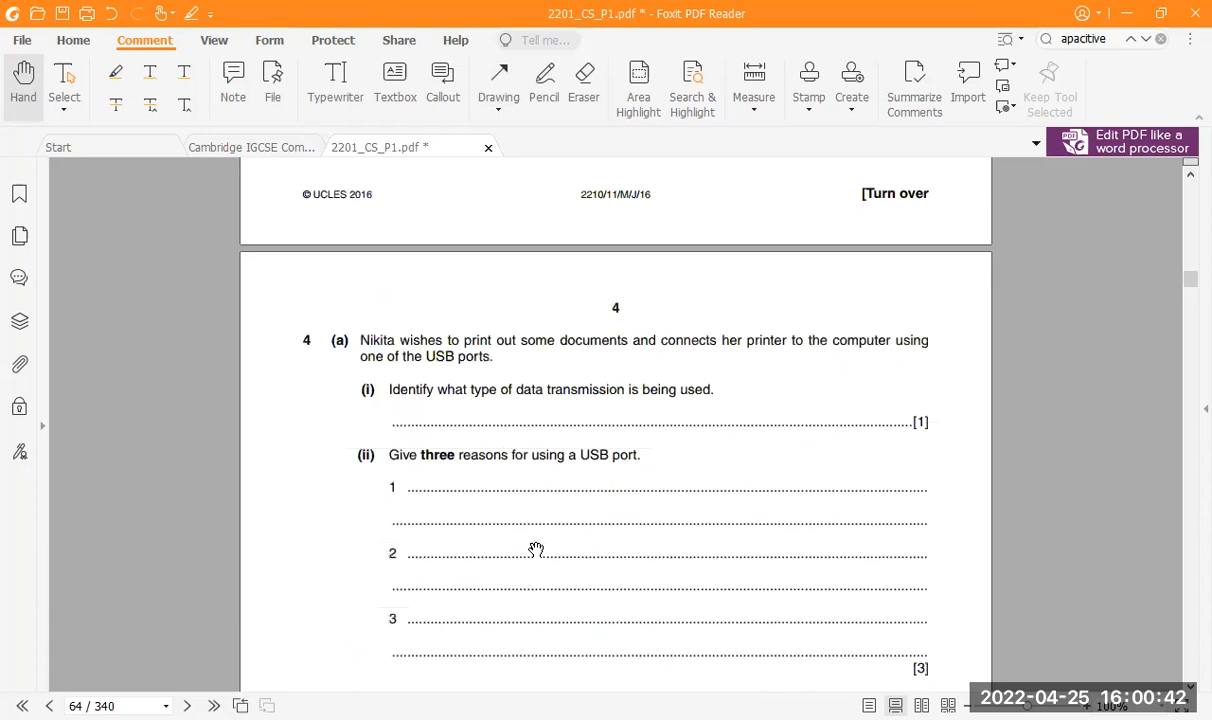 2201_CS_P1.pdf * - Foxit PDF Reader
File Home Comment View Form Protect Share Help Tell me... apacitive
Hand Select Note File Typewriter Textbox Callout Drawing Pencil Eraser Area Highlight Search & Highlight Measure Stamp Create Summarize Comments Import Keep Tool Selected
Start Cambridge IGCSE Com... 2201_CS_P1.pdf * Edit PDF like a word processor
© UCLES 2016 2210/11/M/J/16 [Turn over
4
4 (a) Nikita wishes to print out some documents and connects her printer to the computer using
one of the USB ports.
(i) Identify what type of data transmission is being used.
[1]
(ii) Give three reasons for using a USB port.
1
2
3
[3]
64 / 340
2022-04-25 16:00:42